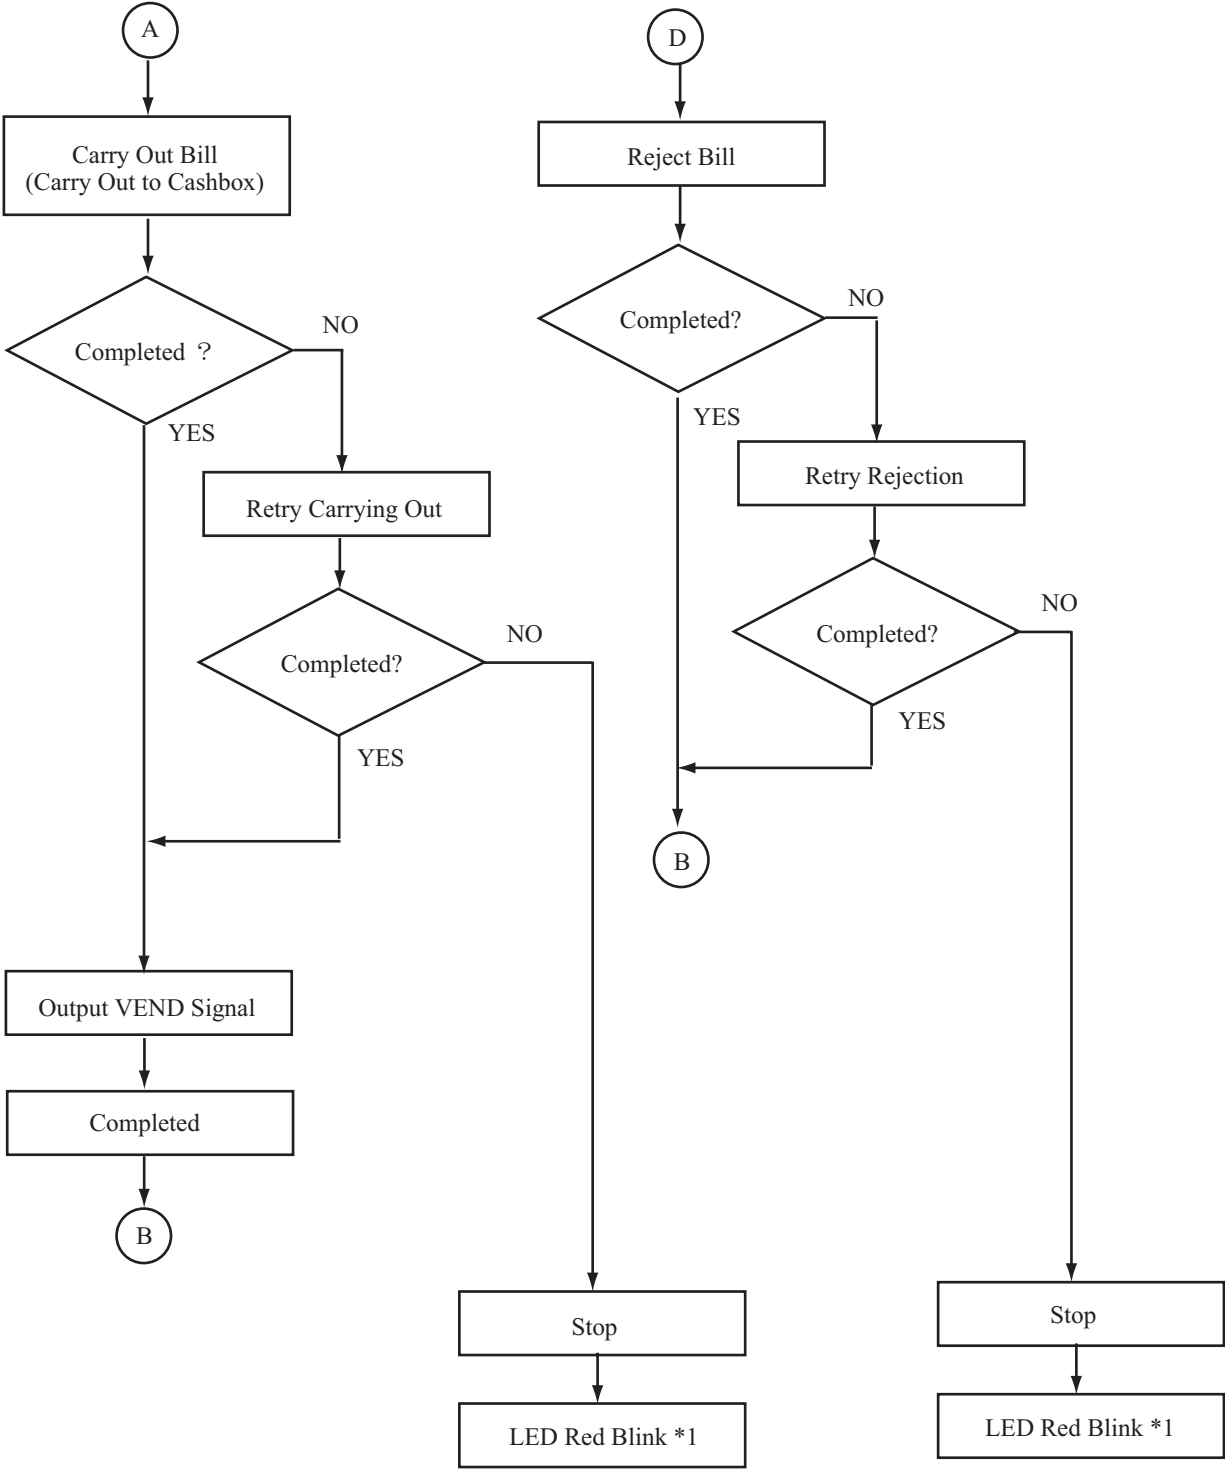 A
Carry Out Bill
(Carry Out to Cashbox)
Completed ?
NO
YES
Retry Carrying Out
Completed?
NO
YES
Output VEND Signal
Completed
B
Stop
LED Red Blink *1
D
Reject Bill
Completed?
NO
YES
Retry Rejection
Completed?
NO
YES
B
Stop
LED Red Blink *1